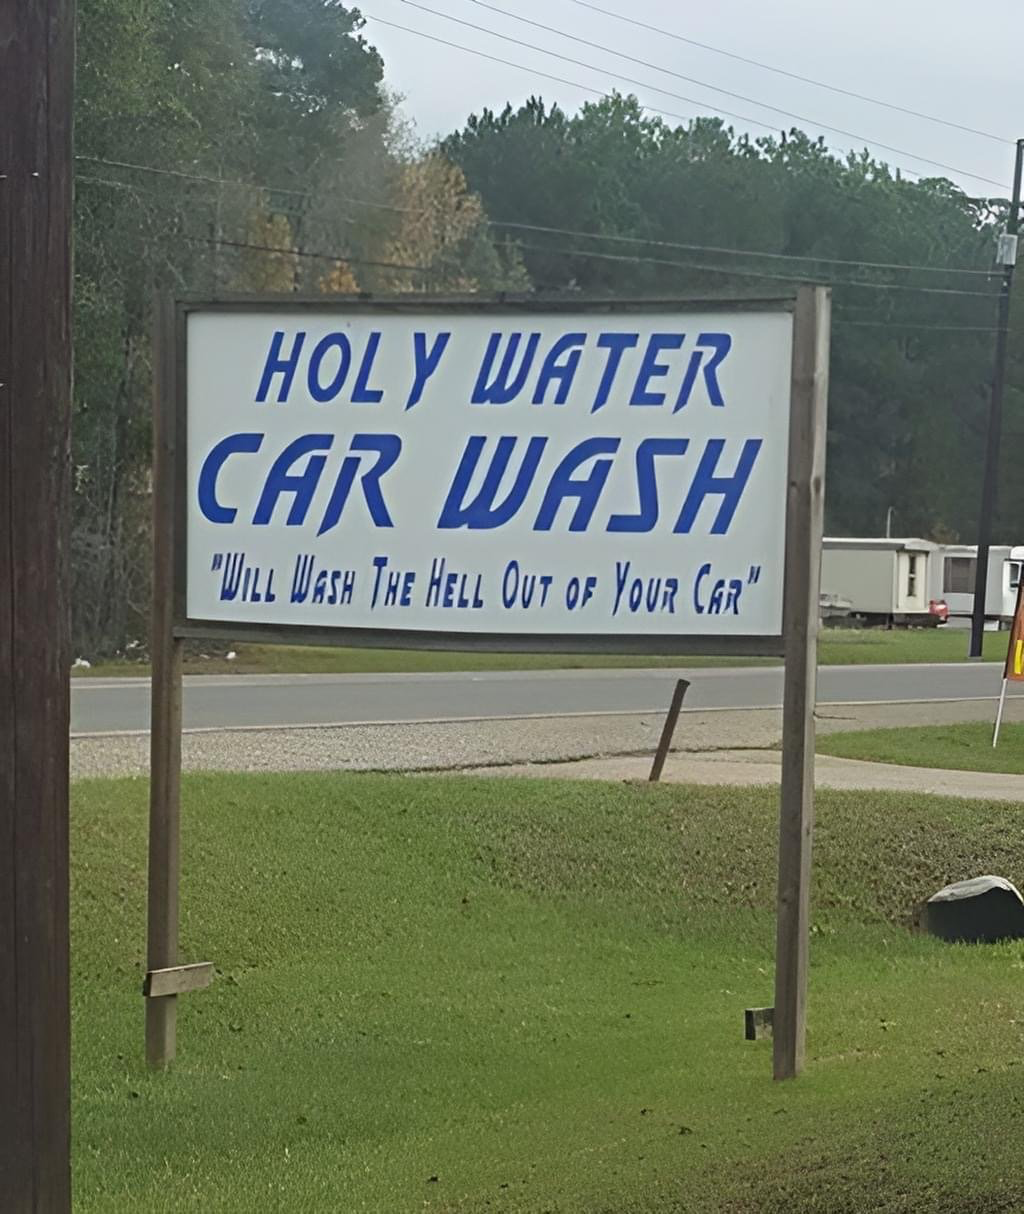 HOLY WATER
CAR WASH
"WILL WASH THE HELL OUT OF YOUR CAR"